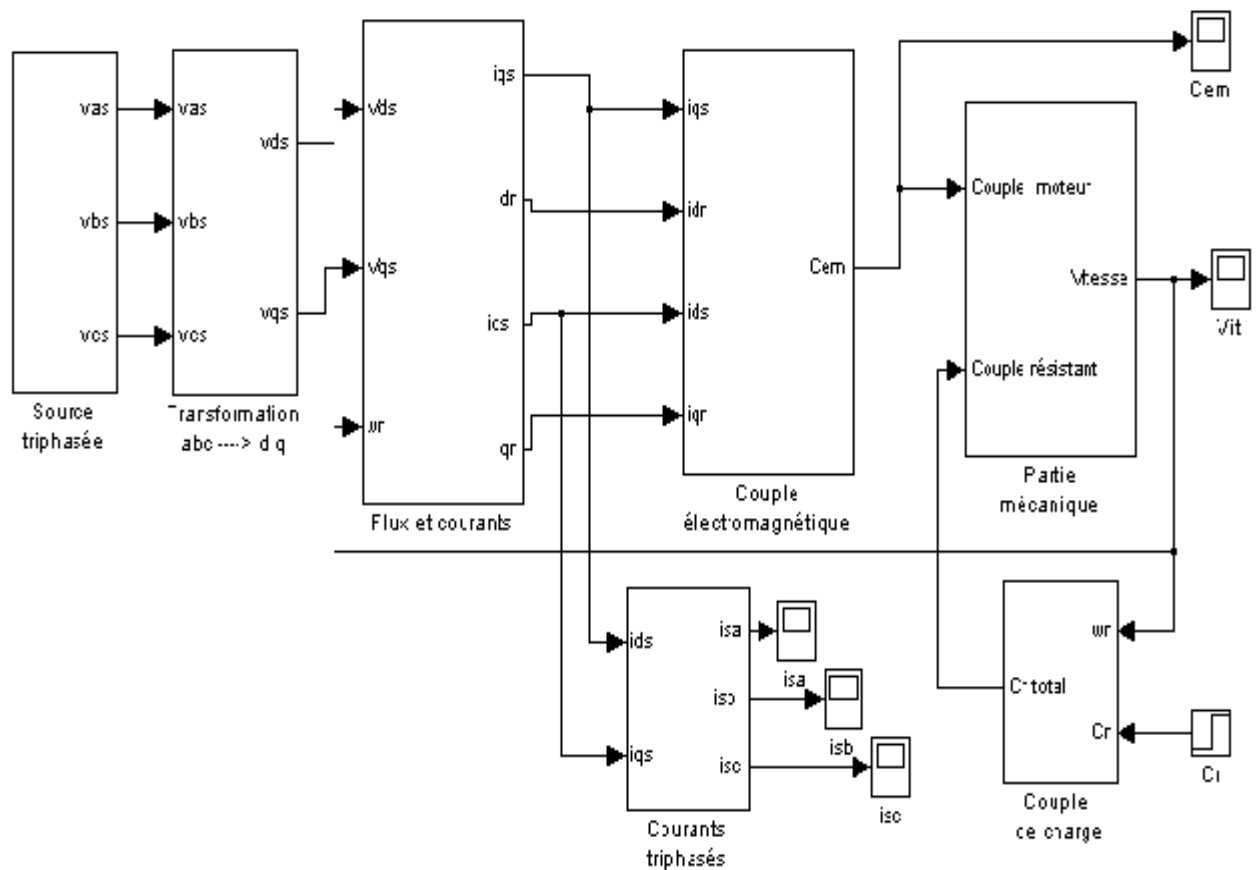 vas
vbs
vcs
Source
triphasée
vas
vbs
vcs
vds
vqs
Transformation
abc ----> dq
vds
vqs
wr
iqs
dr
ics
qr
Flux et courants
iqs
idr
ids
iqr
Cem
Couple
électromagnétique
Couple moteur
Couple résistant
Vitesse
Partie
mécanique
Cem
Vit
ids
iqs
isa
isb
isc
Courants
triphasés
isa
isb
isc
wr
Cr
Cr total
Couple
de charge
Cr